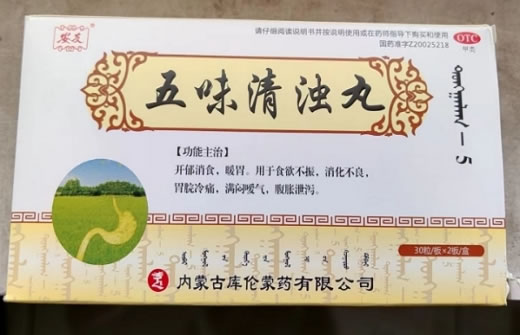 安友
请仔细阅读说明书并按说明使用或在药师指导下购买和使用
国药准字Z20025218
OTC
甲类
五味清浊丸
-5
【功能主治】
开郁消食，暖胃。用于食欲不振，消化不良，
胃脘冷痛，满闷嗳气，腹胀泄泻。
30粒/板×2板/盒
内蒙古库伦蒙药有限公司